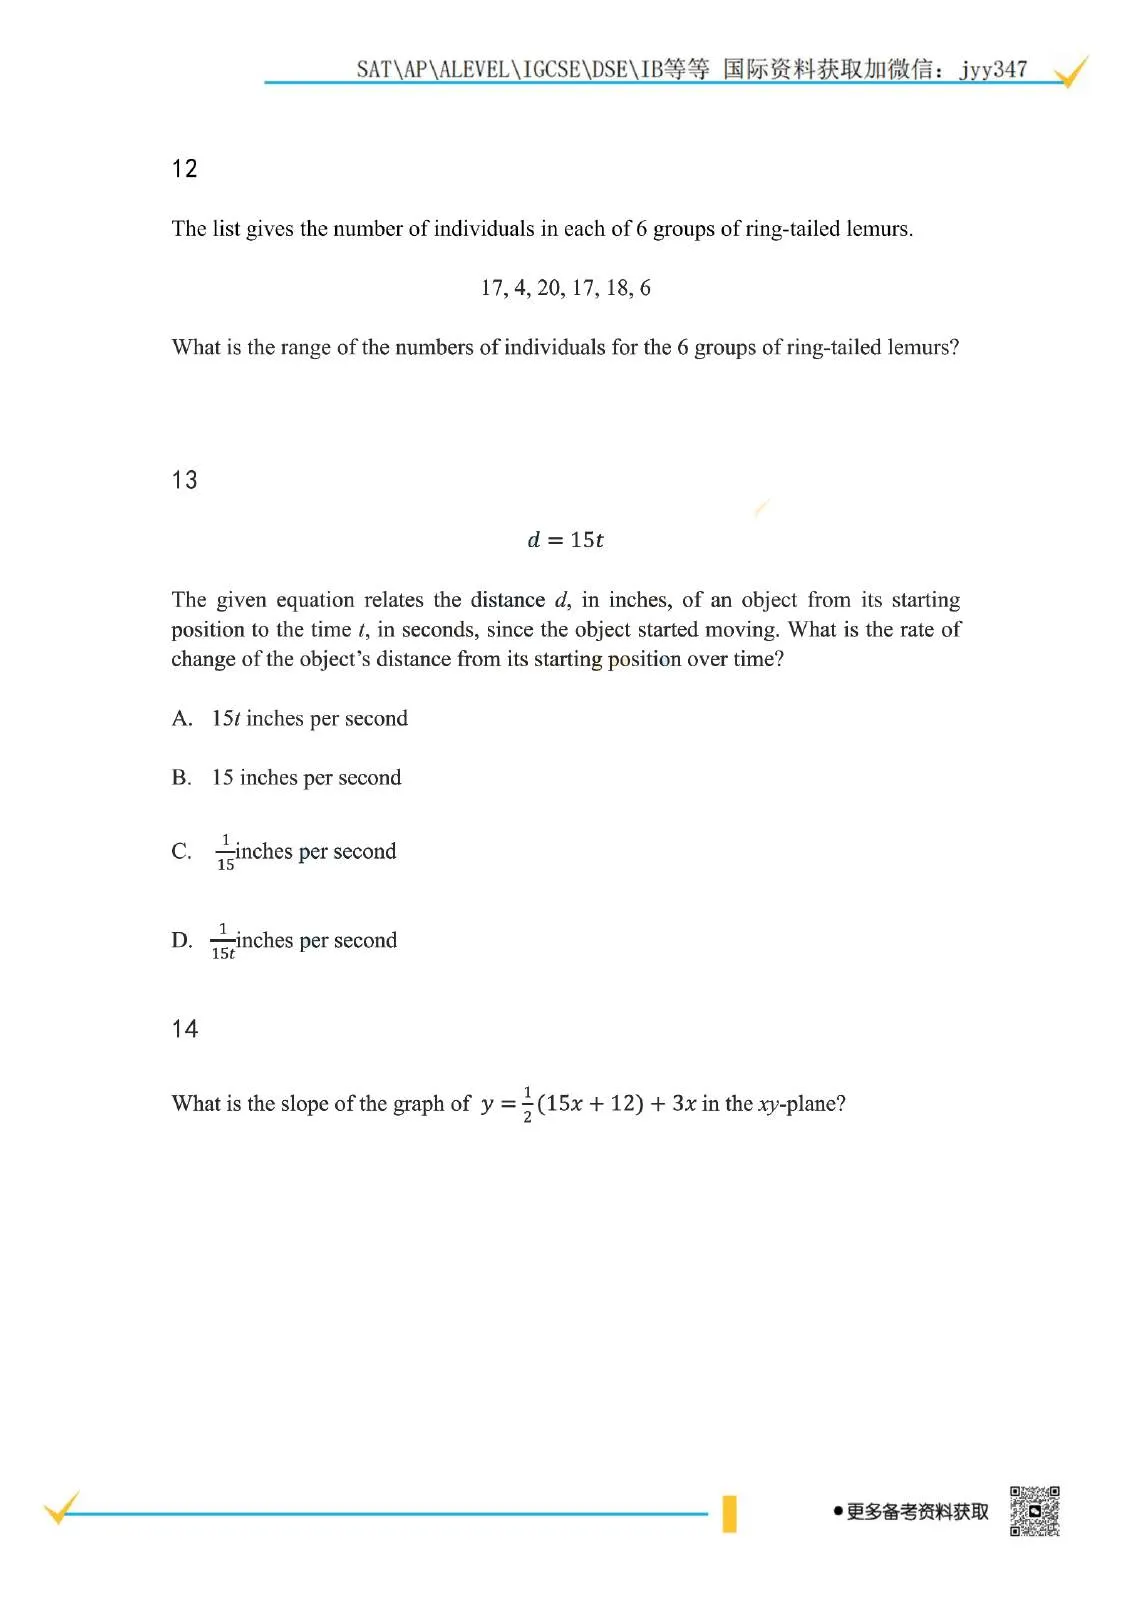 SAT\AP\ALEVEL\IGCSE\DSE\IB等等 国际资料获取加微信：jyy347
12
The list gives the number of individuals in each of 6 groups of ring-tailed lemurs.
17, 4, 20, 17, 18, 6
What is the range of the numbers of individuals for the 6 groups of ring-tailed lemurs?
13
d = 15t
The given equation relates the distance d, in inches, of an object from its starting
position to the time t, in seconds, since the object started moving. What is the rate of
change of the object’s distance from its starting position over time?
A. 15t inches per second
B. 15 inches per second
C. 1/15 inches per second
D. 1/15t inches per second
14
What is the slope of the graph of y = 1/2 (15x + 12) + 3x in the xy-plane?
●更多备考资料获取